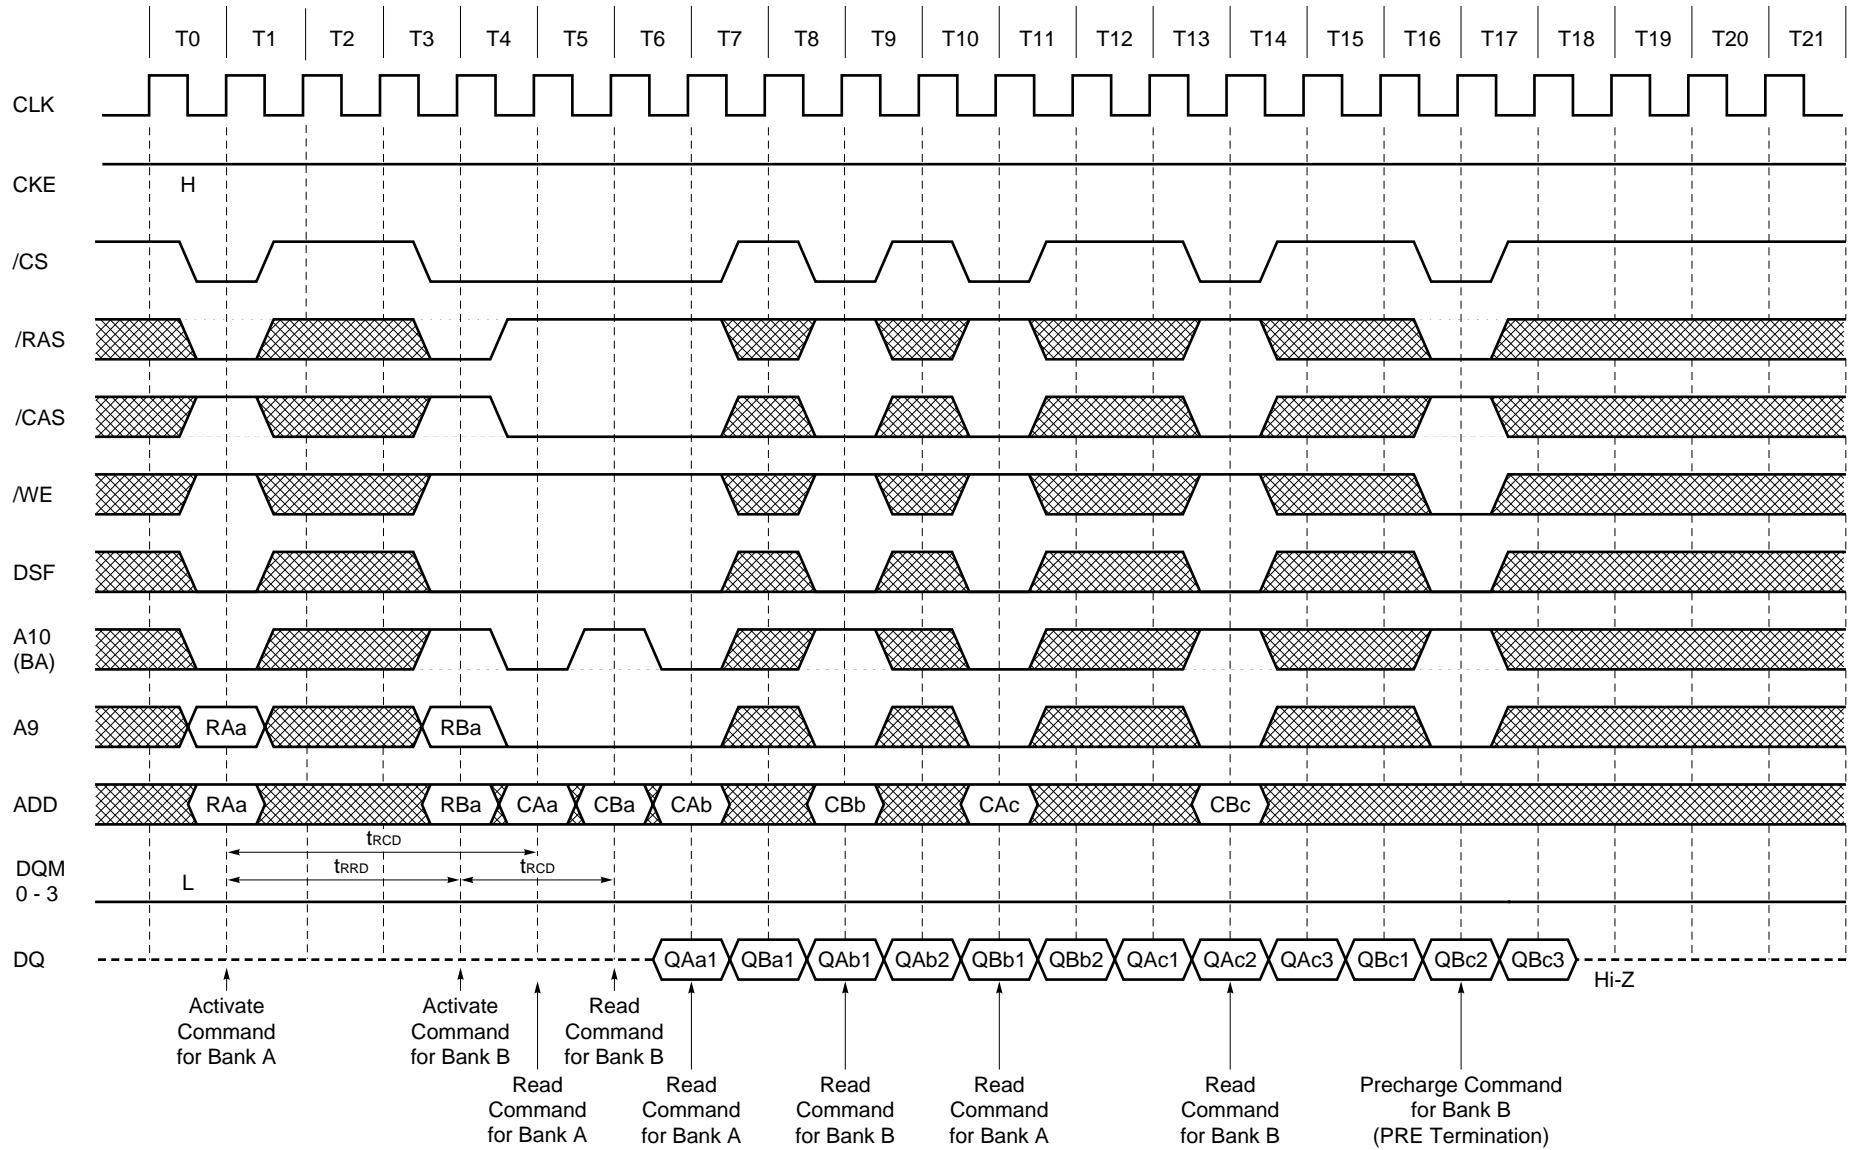 T0 T1 T2 T3 T4 T5 T6 T7 T8 T9 T10 T11 T12 T13 T14 T15 T16 T17 T18 T19 T20 T21
CLK
CKE H
/CS
/RAS
/CAS
/WE
DSF
A10
(BA)
A9 RAa RBa
ADD RAa RBa CAa CBa CAb CBb CAc CBc
tRCD
tRRD tRCD
DQM
0 - 3
L
DQ QAa1 QBa1 QAb1 QAb2 QBb1 QBb2 QAc1 QAc2 QAc3 QBc1 QBc2 QBc3
Hi-Z
Activate
Command
for Bank A
Activate
Command
for Bank B
Read
Command
for Bank B
Read
Command
for Bank A
Read
Command
for Bank A
Read
Command
for Bank B
Read
Command
for Bank A
Read
Command
for Bank B
Precharge Command
for Bank B
(PRE Termination)